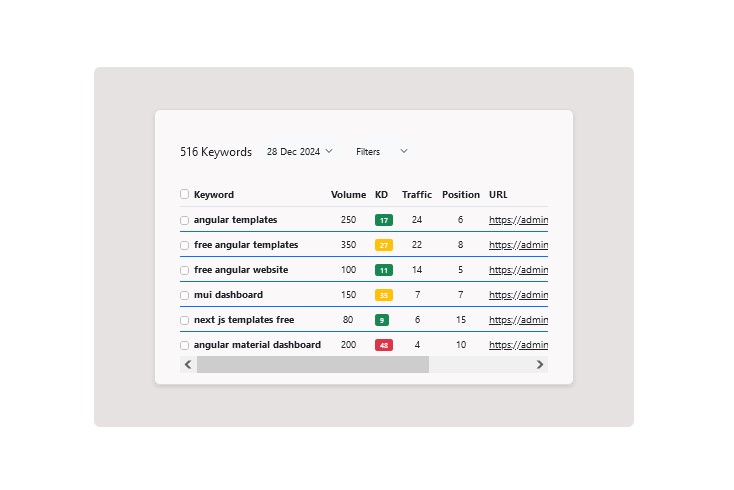 516 Keywords 28 Dec 2024 Filters
Keyword Volume KD Traffic Position URL
angular templates 250 17 24 6 https://admin
free angular templates 350 27 22 8 https://admin
free angular website 100 11 14 5 https://admin
mui dashboard 150 35 7 7 https://admin
next js templates free 80 9 6 15 https://admin
angular material dashboard 200 48 4 10 https://admin